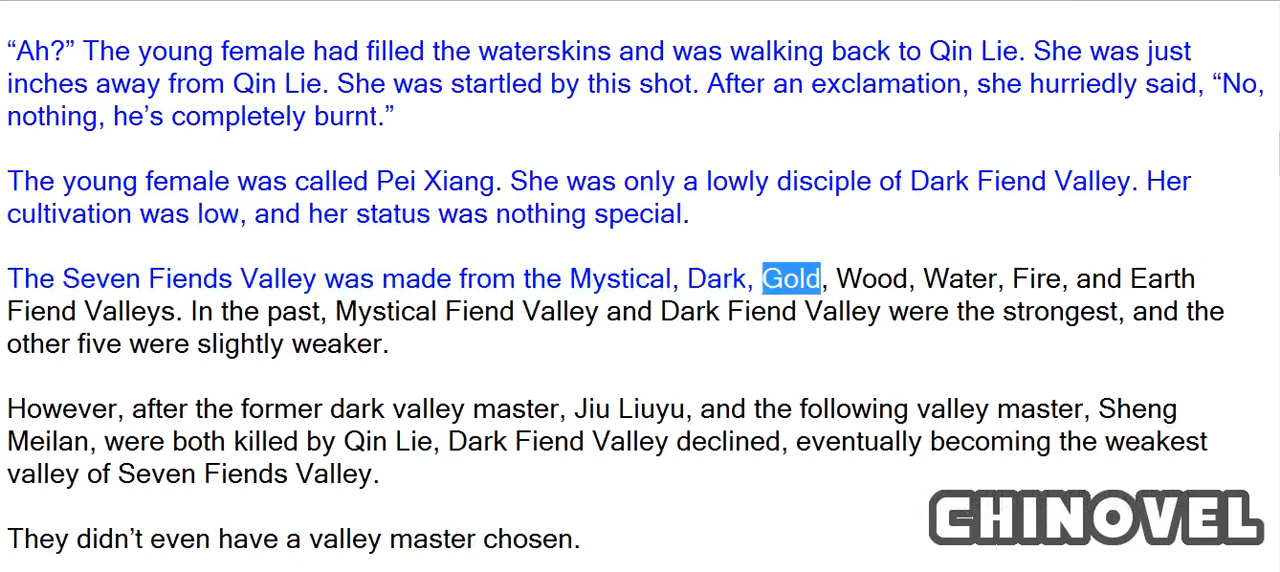 “Ah?” The young female had filled the waterskins and was walking back to Qin Lie. She was just
inches away from Qin Lie. She was startled by this shot. After an exclamation, she hurriedly said, “No,
nothing, he’s completely burnt.”
The young female was called Pei Xiang. She was only a lowly disciple of Dark Fiend Valley. Her
cultivation was low, and her status was nothing special.
The Seven Fiends Valley was made from the Mystical, Dark, Gold, Wood, Water, Fire, and Earth
Fiend Valleys. In the past, Mystical Fiend Valley and Dark Fiend Valley were the strongest, and the
other five were slightly weaker.
However, after the former dark valley master, Jiu Liuyu, and the following valley master, Sheng
Meilan, were both killed by Qin Lie, Dark Fiend Valley declined, eventually becoming the weakest
valley of Seven Fiends Valley.
They didn’t even have a valley master chosen.
CHINOVEL